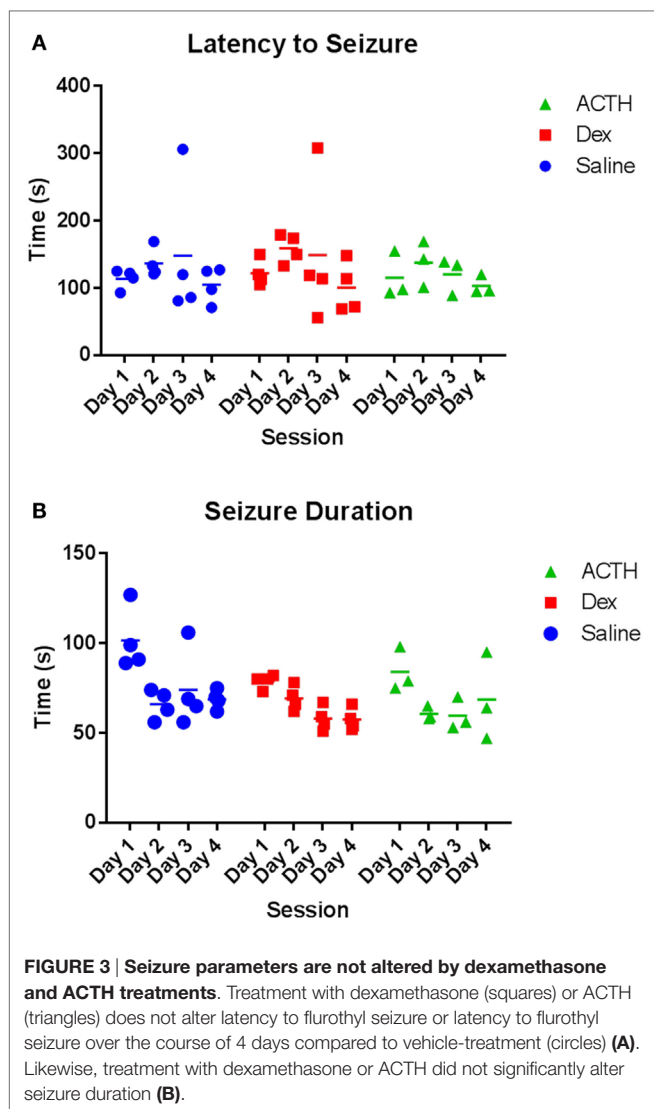 A
Latency to Seizure
400
300
200
100
0
Time (s)
ACTH
Dex
Saline
Day 1
Day 2
Day 3
Day 4
Day 1
Day 2
Day 3
Day 4
Day 1
Day 2
Day 3
Day 4
Session
B
Seizure Duration
150
100
50
0
Time (s)
ACTH
Dex
Saline
Day 1
Day 2
Day 3
Day 4
Day 1
Day 2
Day 3
Day 4
Day 1
Day 2
Day 3
Day 4
Session
FIGURE 3 | Seizure parameters are not altered by dexamethasone
and ACTH treatments. Treatment with dexamethasone (squares) or ACTH
(triangles) does not alter latency to flurothyl seizure or latency to flurothyl
seizure over the course of 4 days compared to vehicle-treatment (circles) (A).
Likewise, treatment with dexamethasone or ACTH did not significantly alter
seizure duration (B).